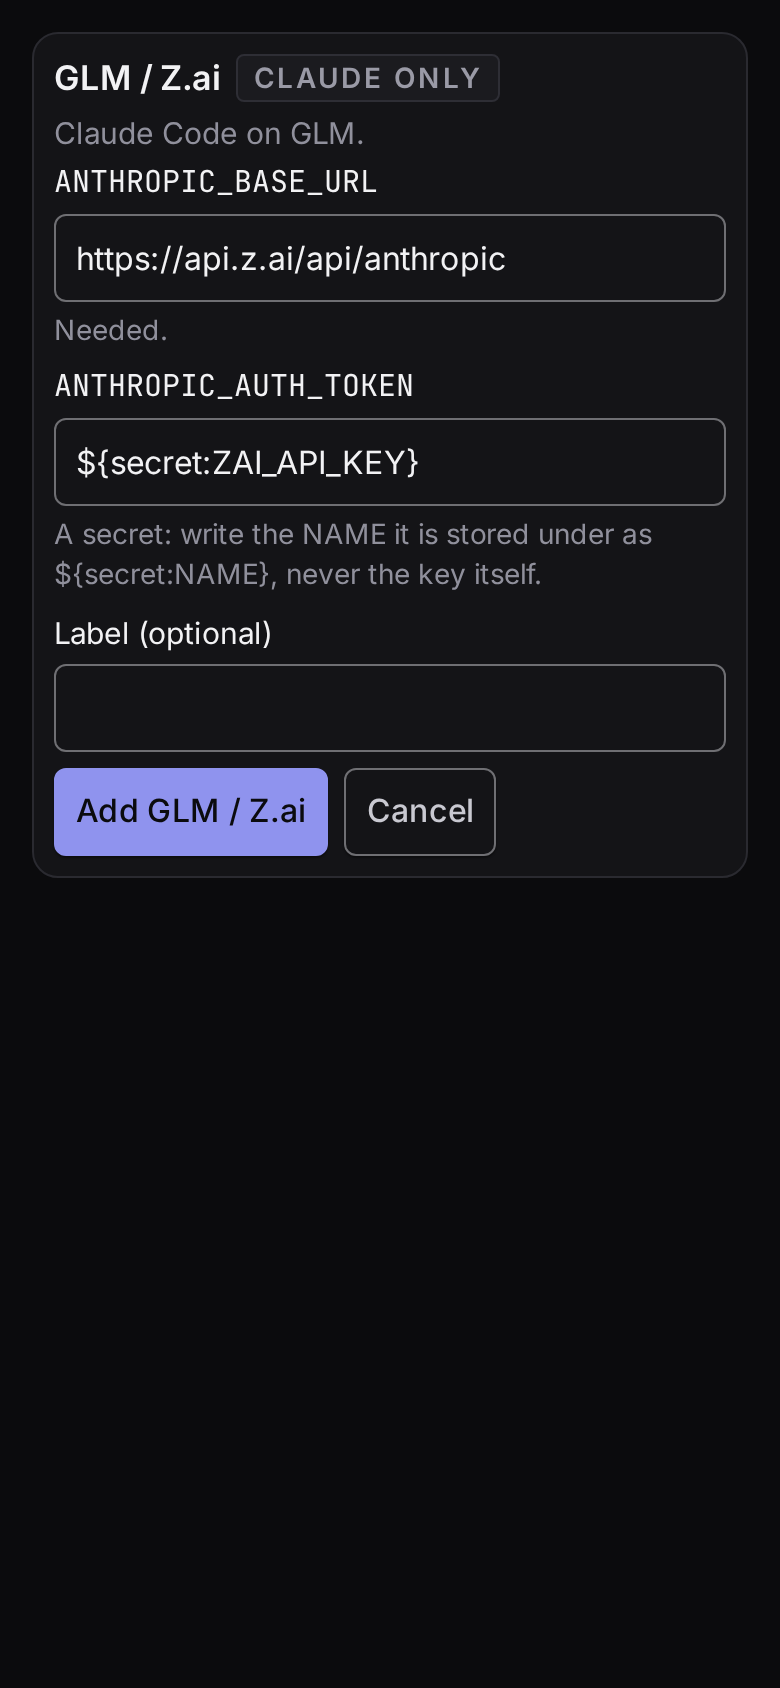 GLM / Z.ai CLAUDE ONLY
Claude Code on GLM.
ANTHROPIC_BASE_URL
https://api.z.ai/api/anthropic
Needed.
ANTHROPIC_AUTH_TOKEN
${secret:ZAI_API_KEY}
A secret: write the NAME it is stored under as
${secret:NAME}, never the key itself.
Label (optional)
Add GLM / Z.ai Cancel